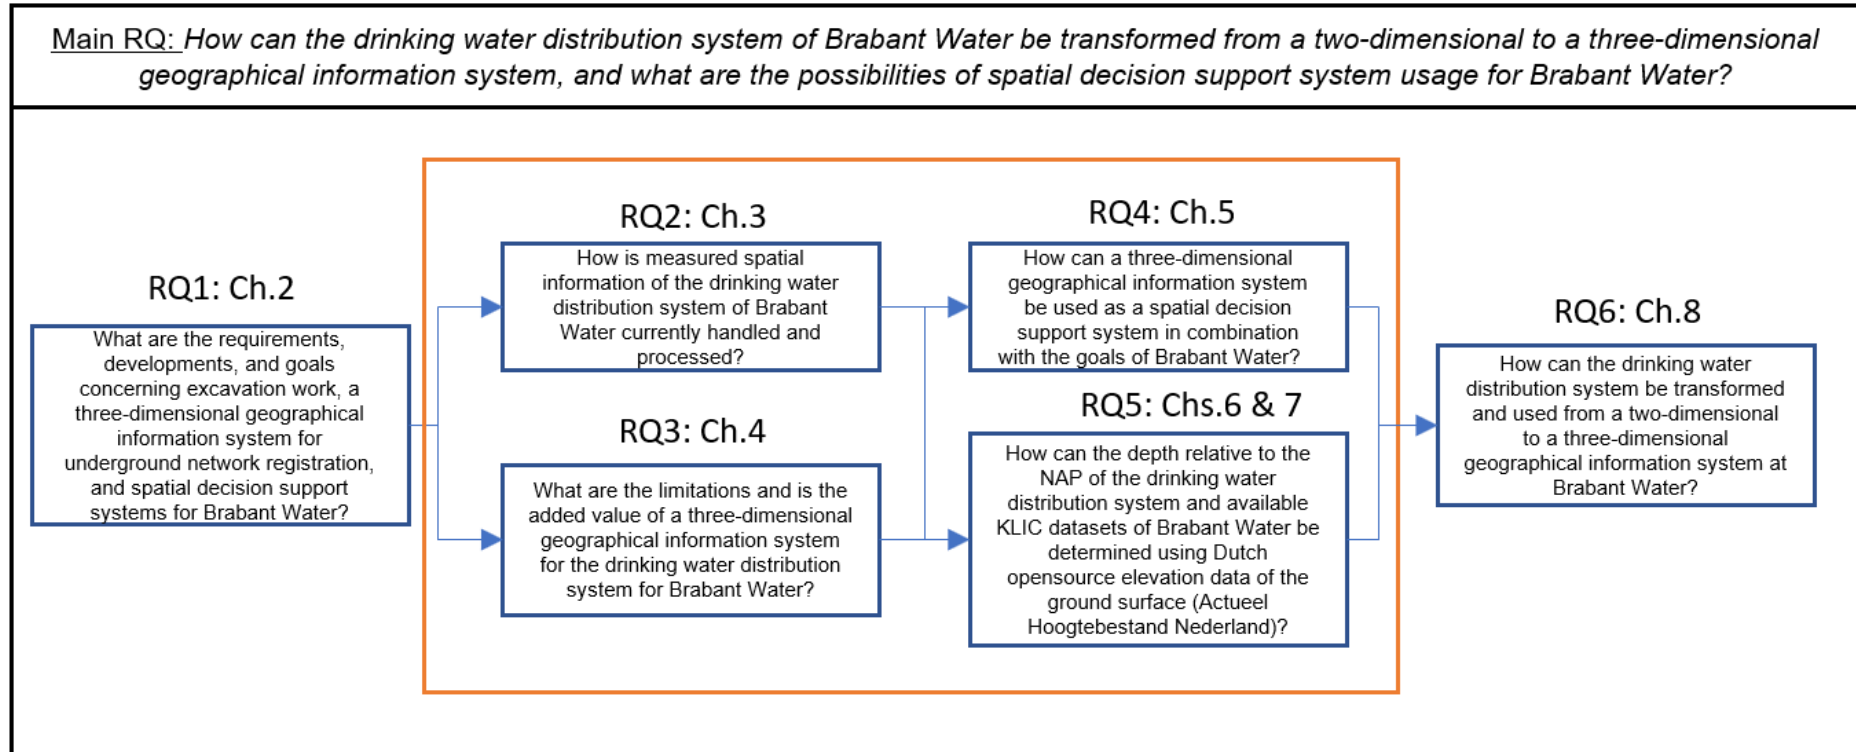 Main RQ: How can the drinking water distribution system of Brabant Water be transformed from a two-dimensional to a three-dimensional
geographical information system, and what are the possibilities of spatial decision support system usage for Brabant Water?
RQ1: Ch.2
What are the requirements,
developments, and goals
concerning excavation work, a
three-dimensional geographical
information system for
underground network registration,
and spatial decision support
systems for Brabant Water?
RQ2: Ch.3
How is measured spatial
information of the drinking water
distribution system of Brabant
Water currently handled and
processed?
RQ3: Ch.4
What are the limitations and is the
added value of a three-dimensional
geographical information system
for the drinking water distribution
system for Brabant Water?
RQ4: Ch.5
How can a three-dimensional
geographical information system
be used as a spatial decision
support system in combination
with the goals of Brabant Water?
RQ5: Chs.6 & 7
How can the depth relative to the
NAP of the drinking water
distribution system and available
KLIC datasets of Brabant Water be
determined using Dutch
opensource elevation data of the
ground surface (Actueel
Hoogtebestand Nederland)?
RQ6: Ch.8
How can the drinking water
distribution system be transformed
and used from a two-dimensional
to a three-dimensional
geographical information system at
Brabant Water?